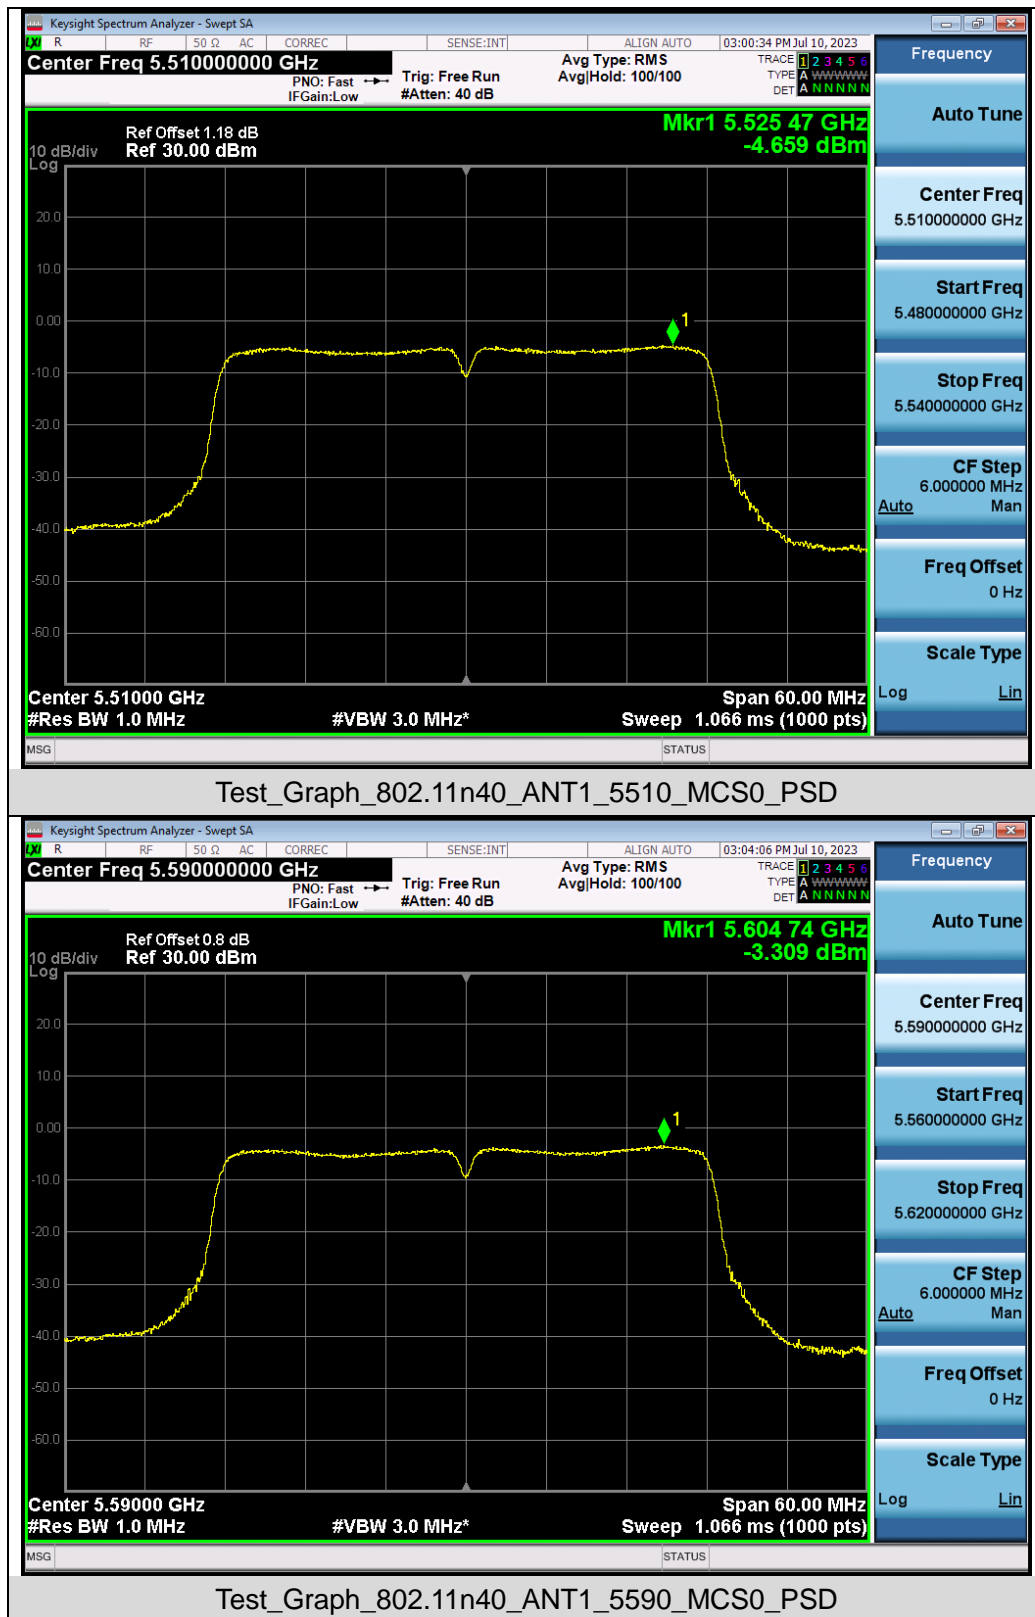 Keysight Spectrum Analyzer - Swept SA
LXI R RF 50 Ω AC CORREC SENSE:INT ALIGN AUTO 03:00:34 PM Jul 10, 2023
Center Freq 5.510000000 GHz
PNO: Fast
IFGain:Low
Trig: Free Run
#Atten: 40 dB
Avg Type: RMS
Avg|Hold: 100/100
TRACE 1 2 3 4 5 6
TYPE A WWWWW
DET A N N N N N
Mkr1 5.525 47 GHz
-4.659 dBm
Ref Offset 1.18 dB
10 dB/div Ref 30.00 dBm
Log
20.0
10.0
0.00
-10.0
-20.0
-30.0
-40.0
-50.0
-60.0
1
Center 5.51000 GHz Span 60.00 MHz
#Res BW 1.0 MHz #VBW 3.0 MHz* Sweep 1.066 ms (1000 pts)
MSG STATUS
Frequency
Auto Tune
Center Freq
5.510000000 GHz
Start Freq
5.480000000 GHz
Stop Freq
5.540000000 GHz
CF Step
6.000000 MHz
Auto Man
Freq Offset
0 Hz
Scale Type
Log Lin
Test_Graph_802.11n40_ANT1_5510_MCS0_PSD
Keysight Spectrum Analyzer - Swept SA
LXI R RF 50 Ω AC CORREC SENSE:INT ALIGN AUTO 03:04:06 PM Jul 10, 2023
Center Freq 5.590000000 GHz
PNO: Fast
IFGain:Low
Trig: Free Run
#Atten: 40 dB
Avg Type: RMS
Avg|Hold: 100/100
TRACE 1 2 3 4 5 6
TYPE A WWWWW
DET A N N N N N
Mkr1 5.604 74 GHz
-3.309 dBm
Ref Offset 0.8 dB
10 dB/div Ref 30.00 dBm
Log
20.0
10.0
0.00
-10.0
-20.0
-30.0
-40.0
-50.0
-60.0
1
Center 5.59000 GHz Span 60.00 MHz
#Res BW 1.0 MHz #VBW 3.0 MHz* Sweep 1.066 ms (1000 pts)
MSG STATUS
Frequency
Auto Tune
Center Freq
5.590000000 GHz
Start Freq
5.560000000 GHz
Stop Freq
5.620000000 GHz
CF Step
6.000000 MHz
Auto Man
Freq Offset
0 Hz
Scale Type
Log Lin
Test_Graph_802.11n40_ANT1_5590_MCS0_PSD